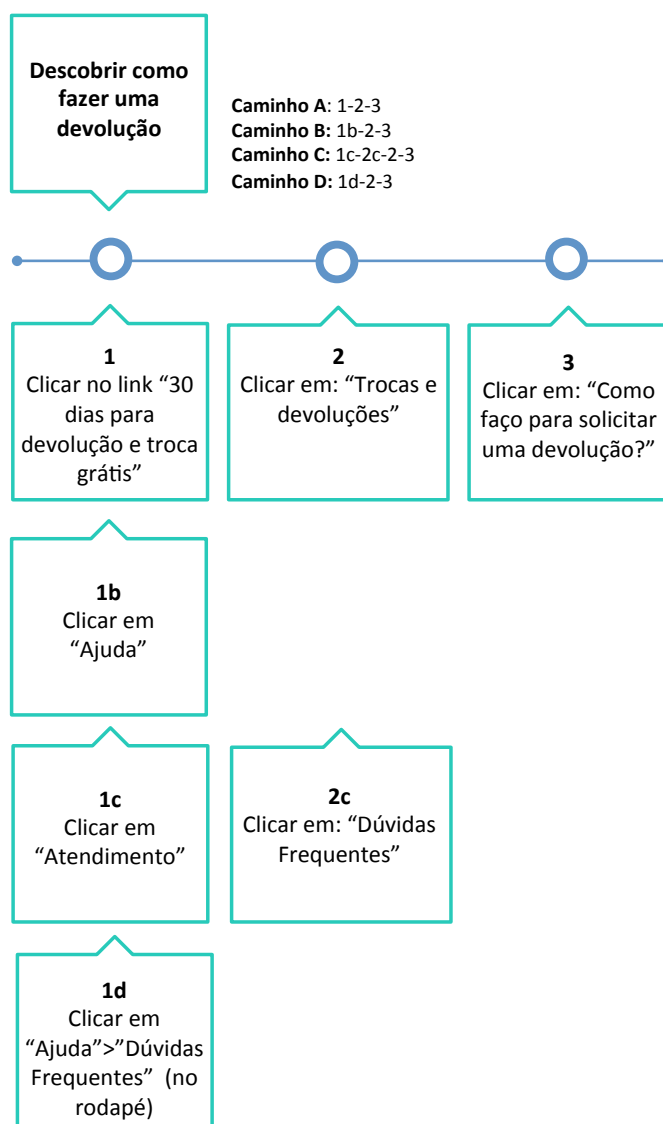 Descobrir como
fazer uma
devolução
Caminho A: 1-2-3
Caminho B: 1b-2-3
Caminho C: 1c-2c-2-3
Caminho D: 1d-2-3
1
Clicar no link “30
dias para
devolução e troca
grátis”
2
Clicar em: “Trocas e
devoluções”
3
Clicar em: “Como
faço para solicitar
uma devolução?”
1b
Clicar em
“Ajuda”
1c
Clicar em
“Atendimento”
2c
Clicar em: “Dúvidas
Frequentes”
1d
Clicar em
“Ajuda”>”Dúvidas
Frequentes” (no
rodapé)